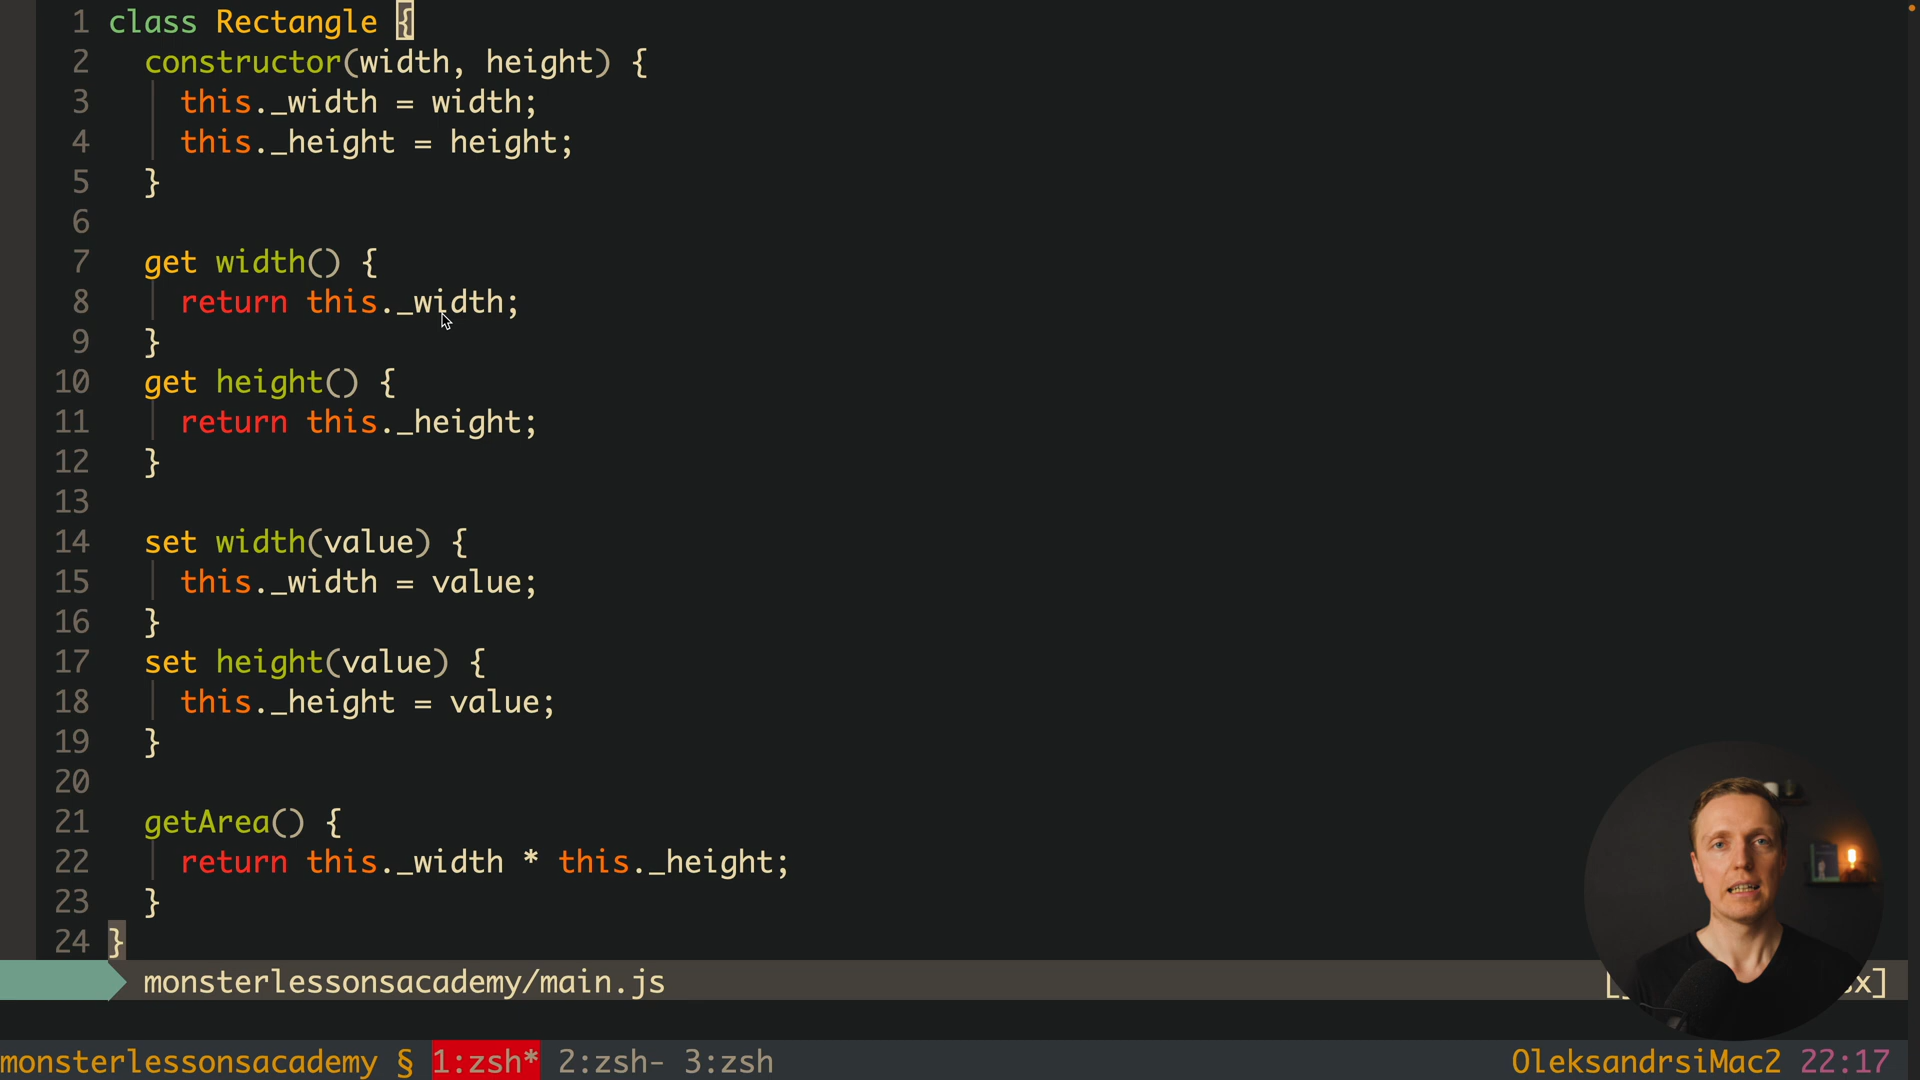 1 class Rectangle {
2 constructor(width, height) {
3 this._width = width;
4 this._height = height;
5 }
6
7 get width() {
8 return this._width;
9 }
10 get height() {
11 return this._height;
12 }
13
14 set width(value) {
15 this._width = value;
16 }
17 set height(value) {
18 this._height = value;
19 }
20
21 getArea() {
22 return this._width * this._height;
23 }
24 }
monsterlessonsacademy/main.js
monsterlessonsacademy § 1:zsh* 2:zsh- 3:zsh OleksandrsiMac2 22:17